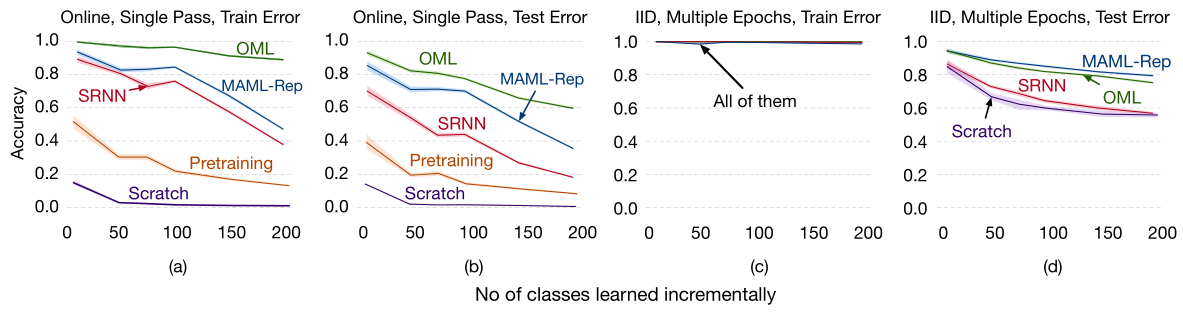 Online, Single Pass, Train Error
Online, Single Pass, Test Error
IID, Multiple Epochs, Train Error
IID, Multiple Epochs, Test Error
Accuracy
1.0
0.8
0.6
0.4
0.2
0.0
0 50 100 150 200
OML
MAML-Rep
SRNN
Pretraining
Scratch
(a)
1.0
0.8
0.6
0.4
0.2
0.0
0 50 100 150 200
OML
MAML-Rep
SRNN
Pretraining
Scratch
(b)
1.0
0.8
0.6
0.4
0.2
0.0
0 50 100 150 200
All of them
(c)
1.0
0.8
0.6
0.4
0.2
0.0
0 50 100 150 200
MAML-Rep
SRNN
OML
Scratch
(d)
No of classes learned incrementally